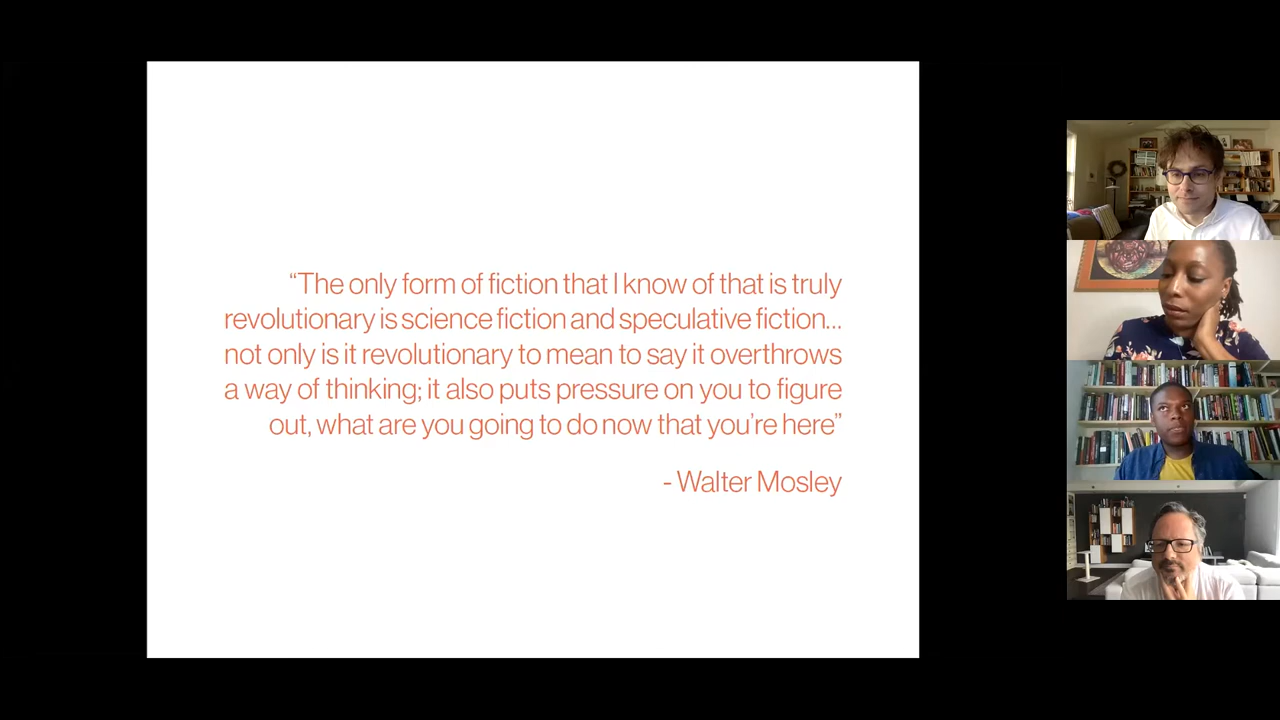 “The only form of fiction that I know of that is truly
revolutionary is science fiction and speculative fiction...
not only is it revolutionary to mean to say it overthrows
a way of thinking; it also puts pressure on you to figure
out, what are you going to do now that you’re here”
- Walter Mosley